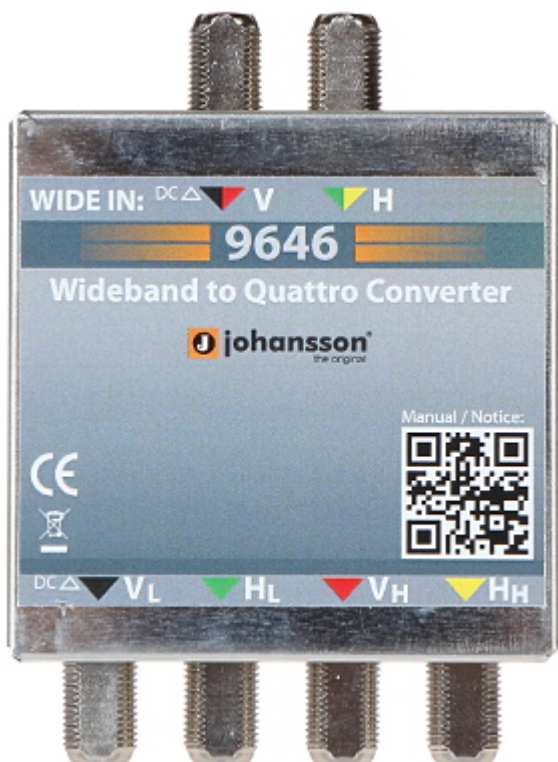 WIDE IN: DC △ V H
9646
Wideband to Quattro Converter
J johansson®
the original
Manual / Notice:
CE
DC △ VL HL VH HH